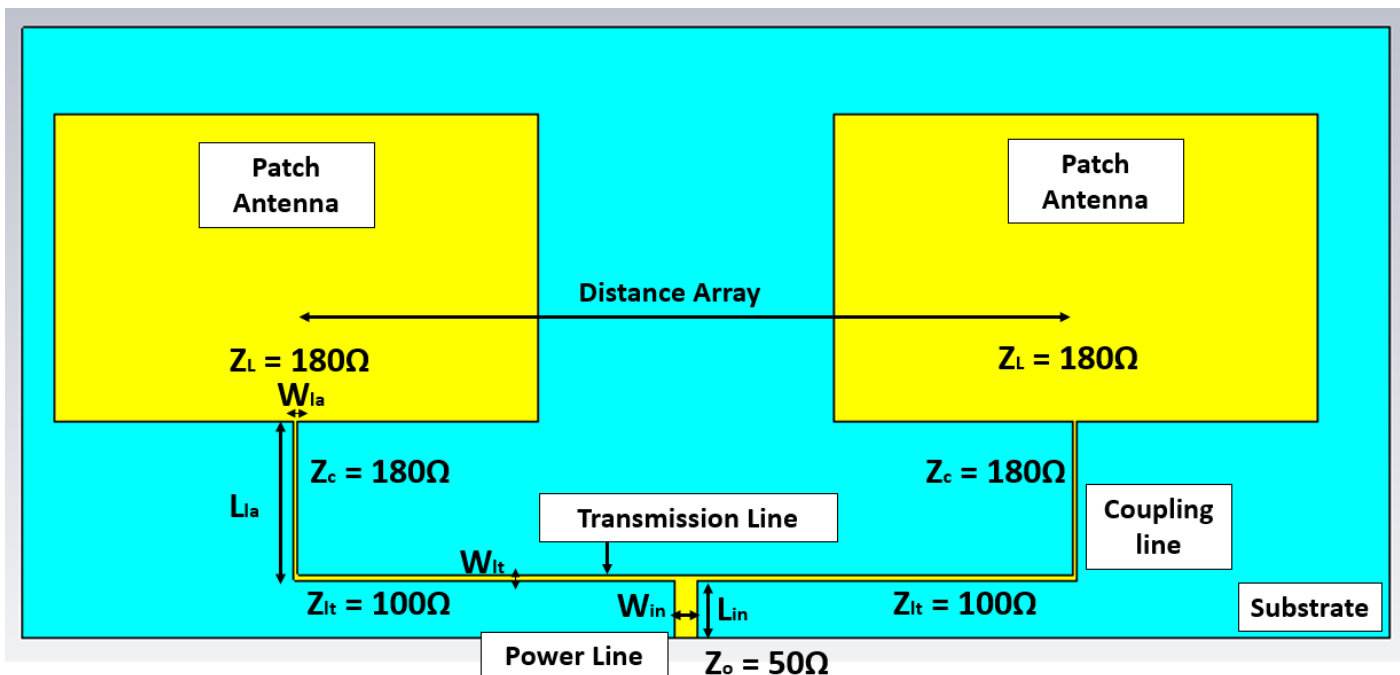 Patch
Antenna
Patch
Antenna
Distance Array
ZL = 180Ω
ZL = 180Ω
Wla
Zc = 180Ω
Zc = 180Ω
Lla
Transmission Line
Coupling
line
Wlt
Zlt = 100Ω
Win
Lin
Zlt = 100Ω
Substrate
Power Line
Zo = 50Ω